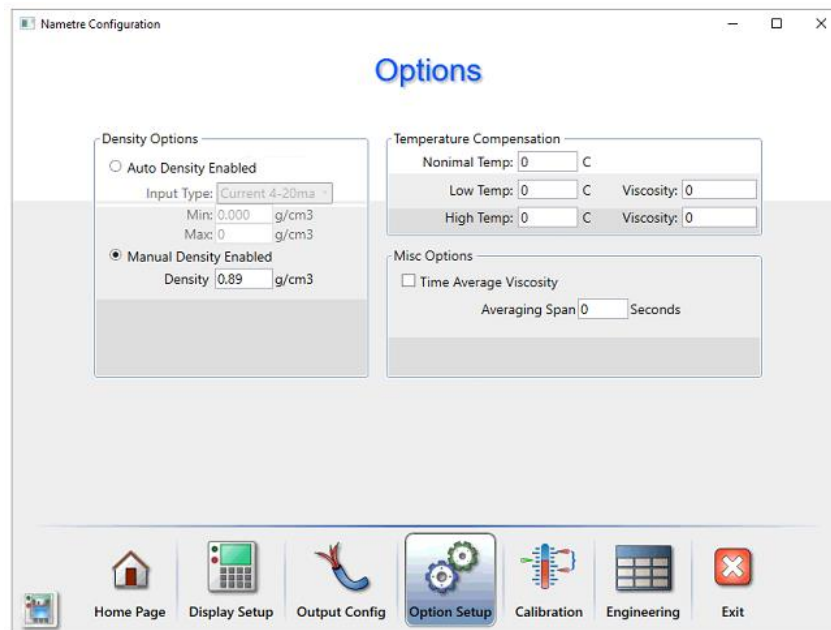 Nametre Configuration
Options
Density Options
Auto Density Enabled
Input Type: Current 4-20ma
Min: 0.000 g/cm3
Max: 0 g/cm3
Manual Density Enabled
Density 0.89 g/cm3
Temperature Compensation
Nonimal Temp: 0 C
Low Temp: 0 C Viscosity: 0
High Temp: 0 C Viscosity: 0
Misc Options
Time Average Viscosity
Averaging Span 0 Seconds
Home Page Display Setup Output Config Option Setup Calibration Engineering Exit